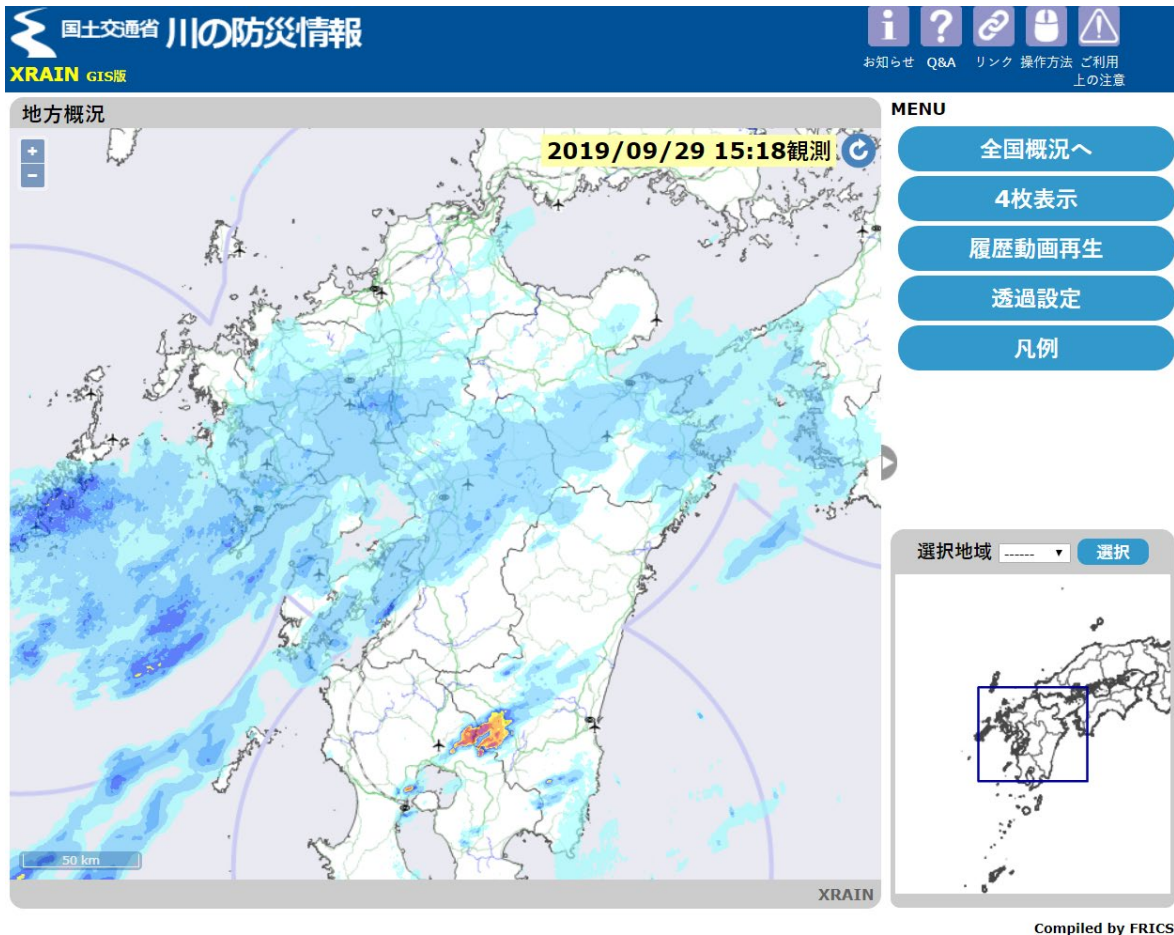 国土交通省 川の防災情報
XRAIN GIS版
お知らせ Q&A リンク 操作方法 ご利用上の注意
地方概況
2019/09/29 15:18観測
+
−
50 km
XRAIN
MENU
全国概況へ
4枚表示
履歴動画再生
透過設定
凡例
選択地域 ------ 選択
Compiled by FRICS